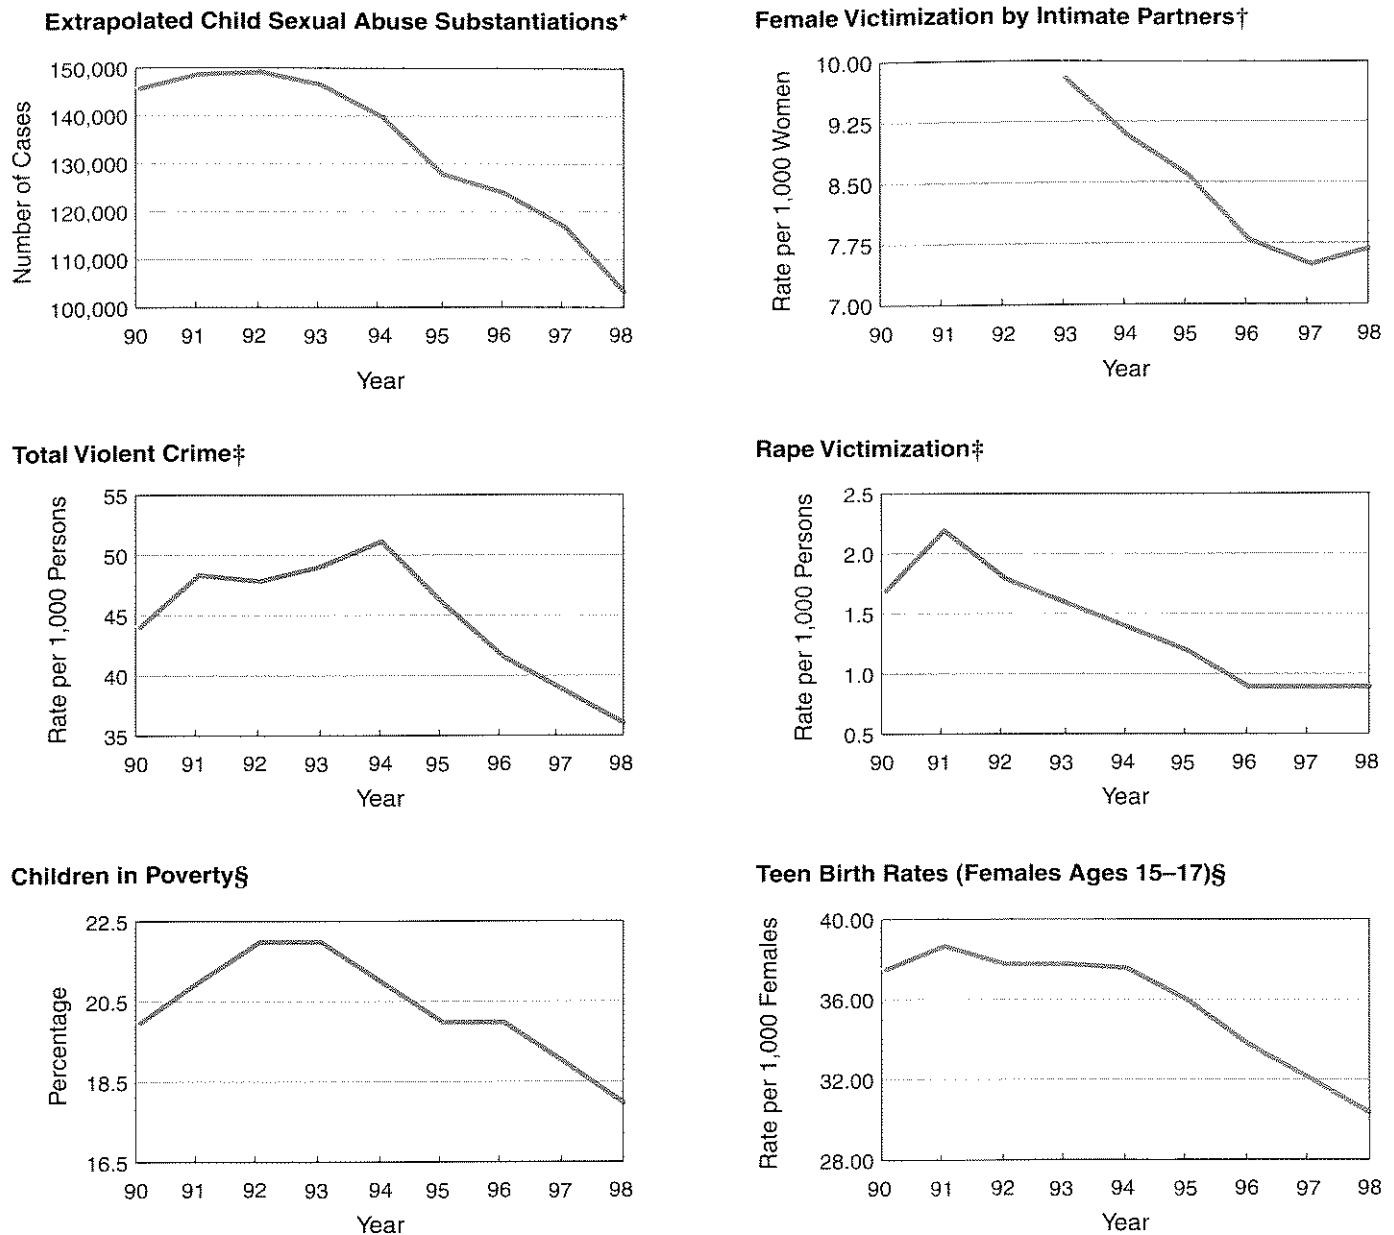 Extrapolated Child Sexual Abuse Substantiations*
Number of Cases
150,000
140,000
130,000
120,000
110,000
100,000
90 91 92 93 94 95 96 97 98
Year
Female Victimization by Intimate Partners†
Rate per 1,000 Women
10.00
9.25
8.50
7.75
7.00
90 91 92 93 94 95 96 97 98
Year
Total Violent Crime‡
Rate per 1,000 Persons
55
50
45
40
35
90 91 92 93 94 95 96 97 98
Year
Rape Victimization‡
Rate per 1,000 Persons
2.5
2.0
1.5
1.0
0.5
90 91 92 93 94 95 96 97 98
Year
Children in Poverty§
Percentage
22.5
20.5
18.5
16.5
90 91 92 93 94 95 96 97 98
Year
Teen Birth Rates (Females Ages 15–17)§
Rate per 1,000 Females
40.00
36.00
32.00
28.00
90 91 92 93 94 95 96 97 98
Year